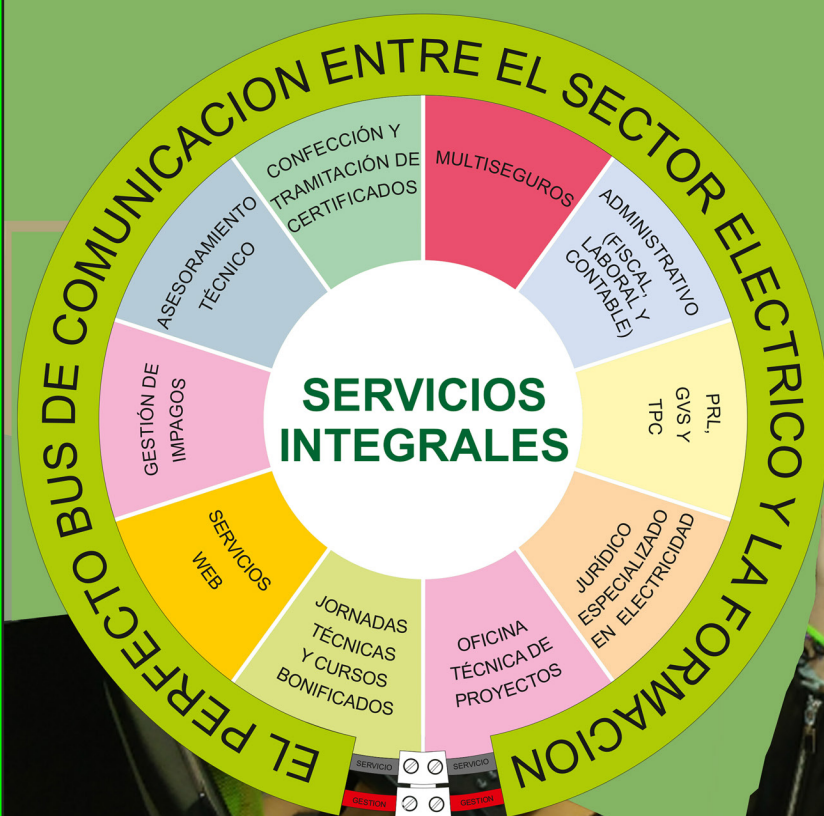 EL PERFECTO BUS DE COMUNICACION ENTRE EL SECTOR ELECTRICO Y LA FORMACION
SERVICIOS
INTEGRALES
MULTISEGUROS
ADMINISTRATIVO
(FISCAL,
LABORAL Y
CONTABLE)
PRL,
GVS Y
TPC
JURÍDICO
ESPECIALIZADO
EN ELECTRICIDAD
OFICINA
TÉCNICA DE
PROYECTOS
JORNADAS
TÉCNICAS
Y CURSOS
BONIFICADOS
SERVICIOS
WEB
GESTIÓN DE
IMPAGOS
ASESORAMIENTO
TÉCNICO
CONFECCIÓN Y
TRAMITACIÓN DE
CERTIFICADOS
SERVICIO
SERVICIO
GESTION
GESTION